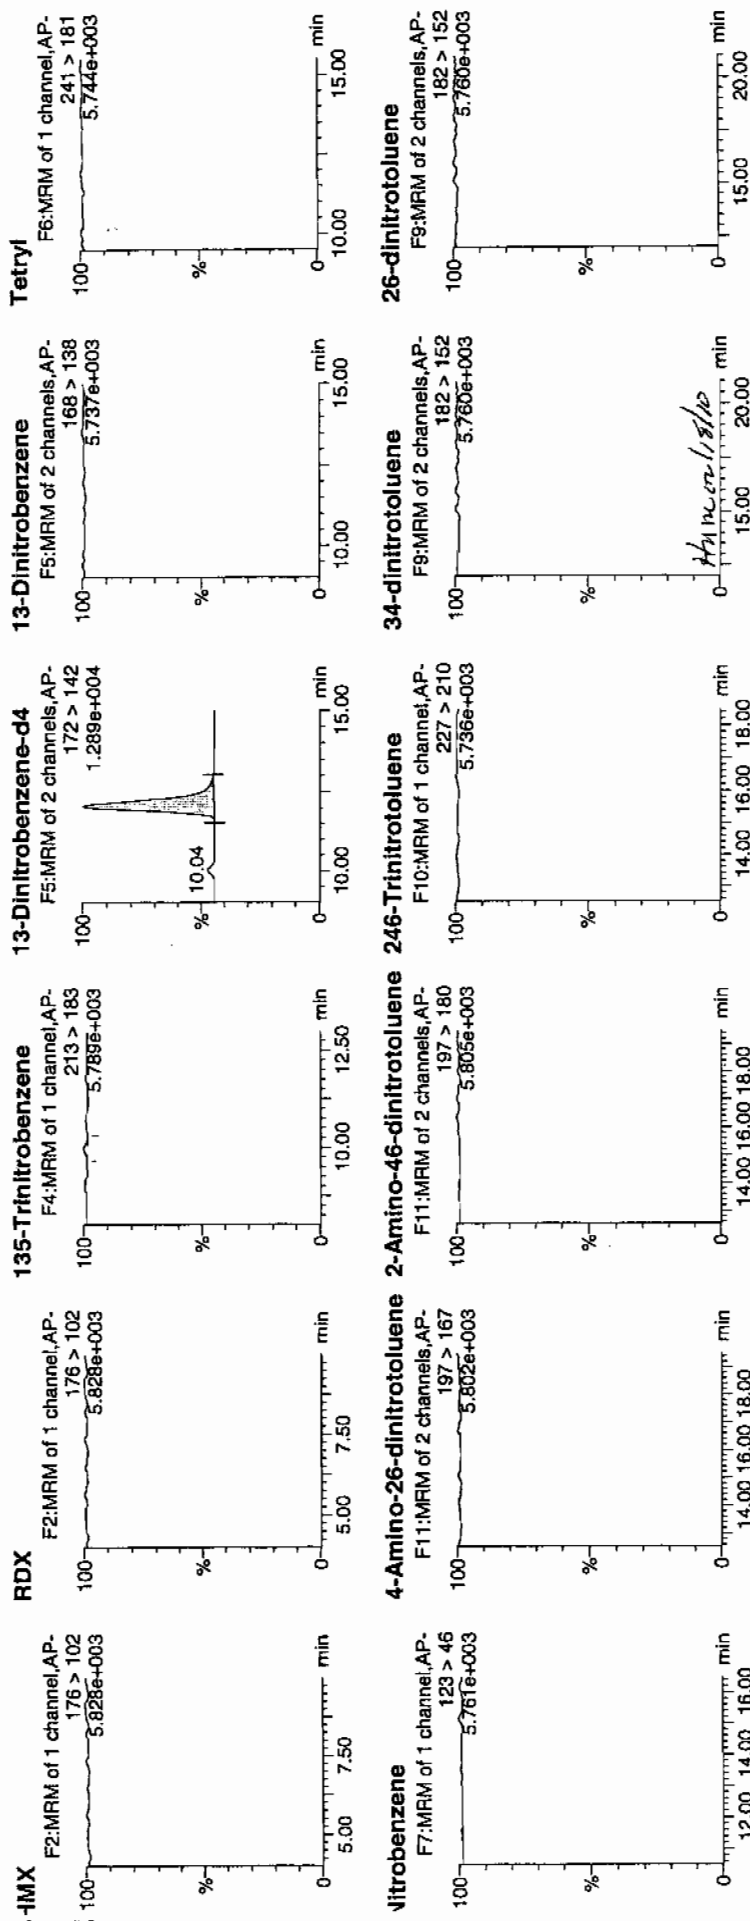 HMX
F2:MRM of 1 channel,AP-
176 > 102
5.828e+003
100
%
0
5.00
7.50
min
RDX
F2:MRM of 1 channel,AP-
176 > 102
5.828e+003
100
%
0
5.00
7.50
min
135-Trinitrobenzene
F4:MRM of 1 channel,AP-
213 > 183
5.789e+003
100
%
0
10.00
12.50
min
13-Dinitrobenzene-d4
F5:MRM of 2 channels,AP-
172 > 142
1.289e+004
100
10.04
%
0
10.00
15.00
min
13-Dinitrobenzene
F5:MRM of 2 channels,AP-
168 > 138
5.737e+003
100
%
0
10.00
15.00
min
Tetryl
F6:MRM of 1 channel,AP-
241 > 181
5.744e+003
100
%
0
10.00
15.00
min
Nitrobenzene
F7:MRM of 1 channel,AP-
123 > 46
5.761e+003
100
%
0
12.00
14.00
16.00
min
4-Amino-26-dinitrotoluene
F11:MRM of 2 channels,AP-
197 > 167
5.802e+003
100
%
0
14.00
16.00
18.00
min
2-Amino-46-dinitrotoluene
F11:MRM of 2 channels,AP-
197 > 180
5.805e+003
100
%
0
14.00
16.00
18.00
min
246-Trinitrotoluene
F10:MRM of 1 channel,AP-
227 > 210
5.736e+003
100
%
0
14.00
16.00
18.00
min
34-dinitrotoluene
F9:MRM of 2 channels,AP-
182 > 152
5.760e+003
100
%
0
15.00
20.00
min
26-dinitrotoluene
F9:MRM of 2 channels,AP-
182 > 152
5.760e+003
100
%
0
15.00
20.00
min